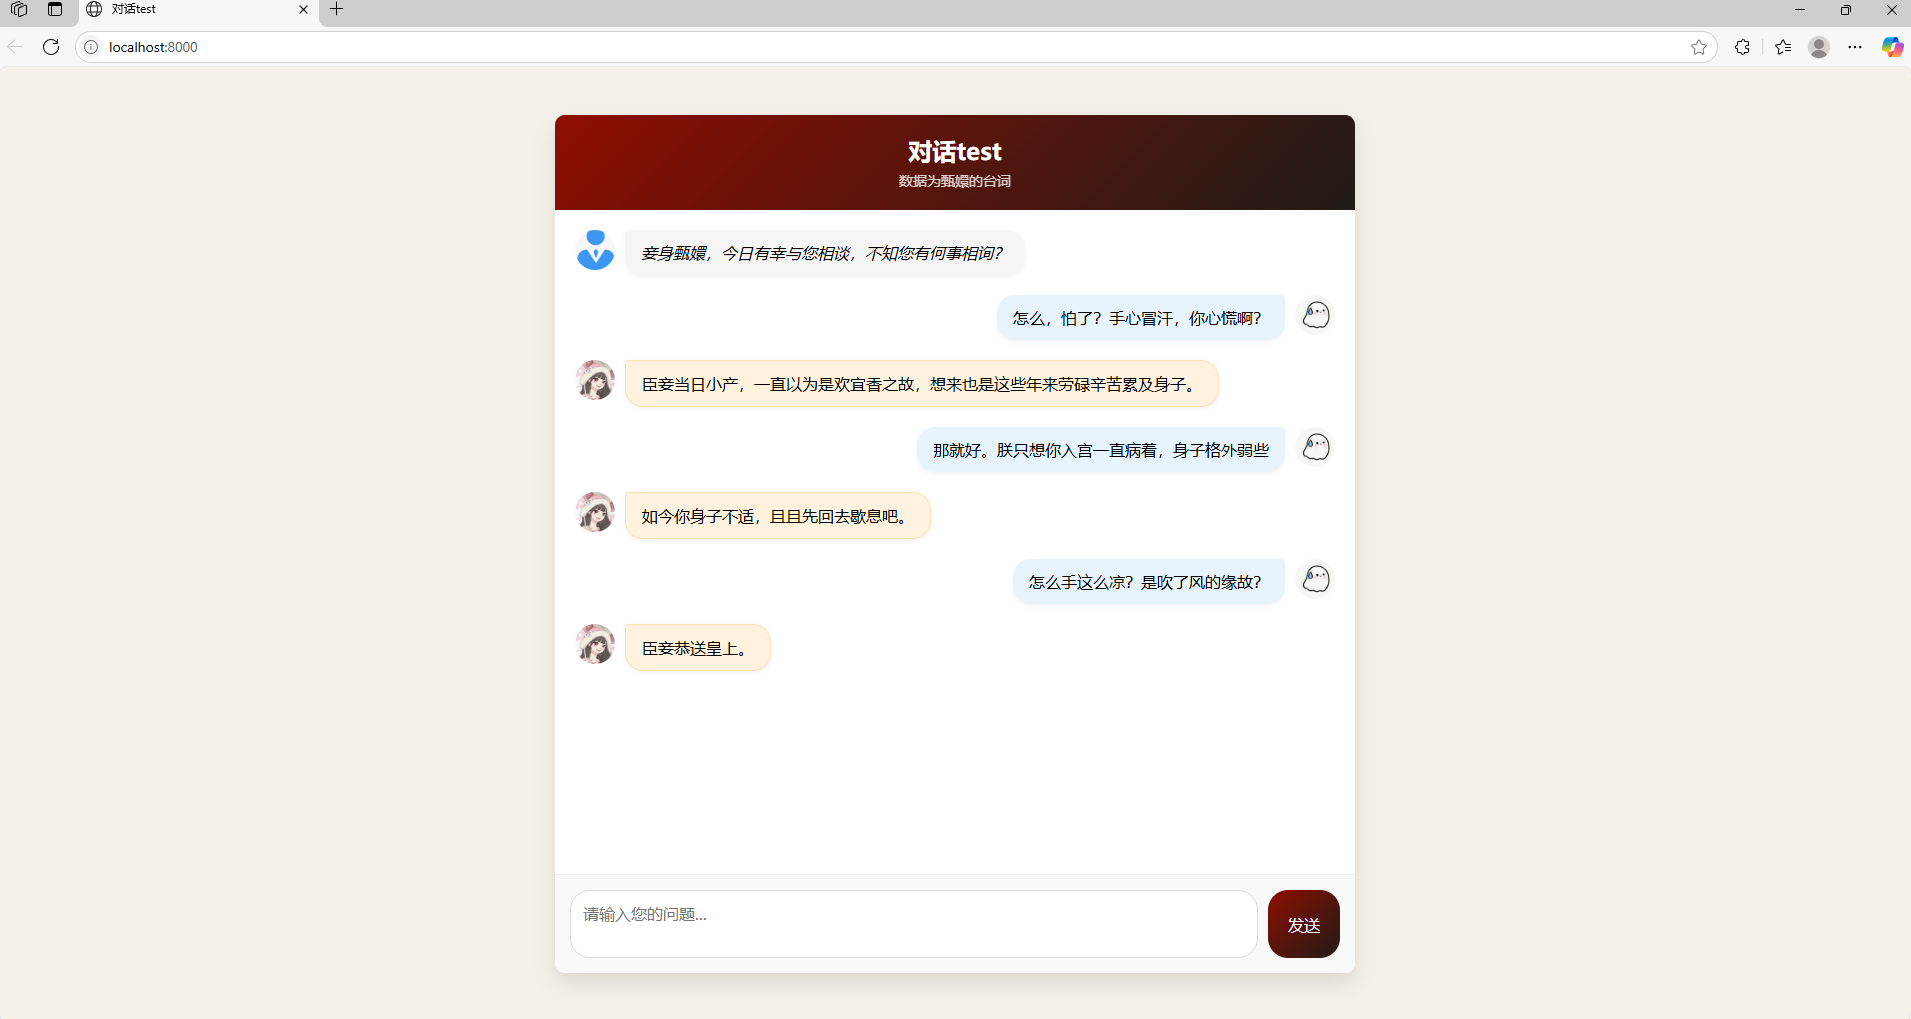 对话test
localhost:8000
对话test
数据为甄嬛的台词
妾身甄嬛，今日有幸与您相谈，不知您有何事相询？
怎么，怕了？手心冒汗，你心慌啊？
臣妾当日小产，一直以为是欢宜香之故，想来也是这些年来劳碌辛苦累及身子。
那就好。朕只想你入宫一直病着，身子格外弱些
如今你身子不适，且且先回去歇息吧。
怎么手这么凉？是吹了风的缘故？
臣妾恭送皇上。
请输入您的问题...
发送